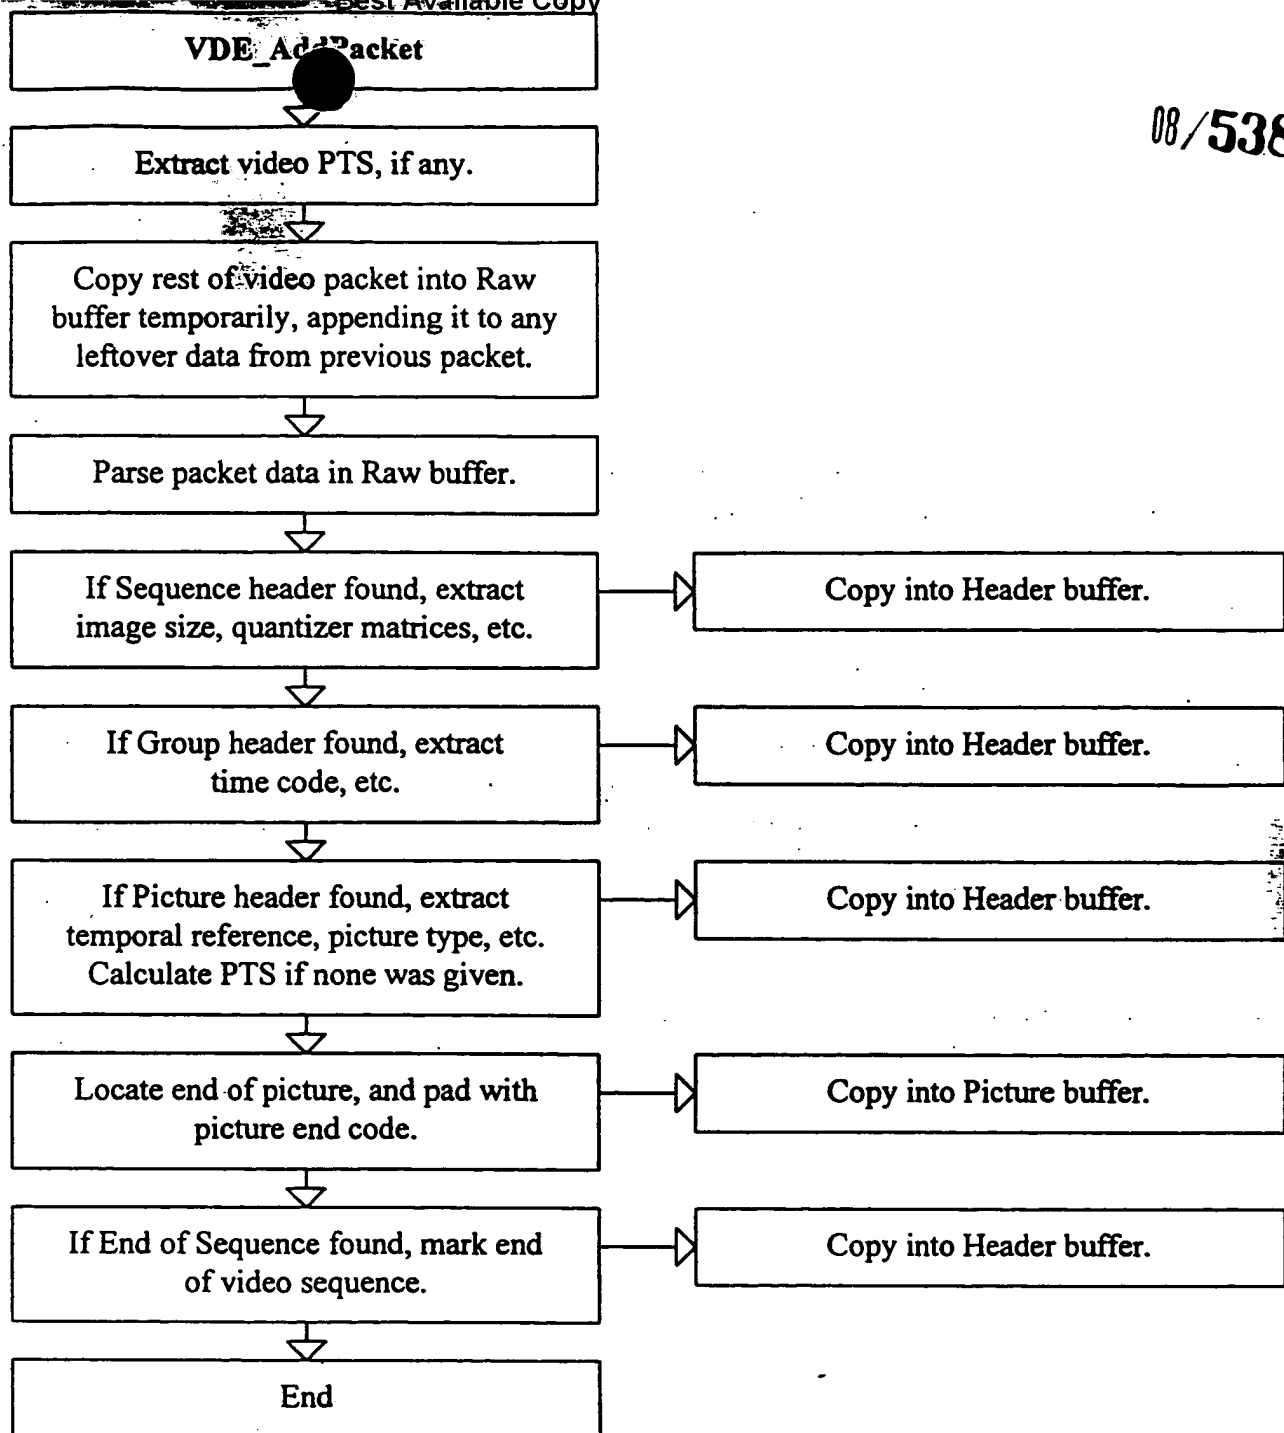 Best Available Copy
VDE_AddPacket
08/538
Extract video PTS, if any.
Copy rest of video packet into Raw
buffer temporarily, appending it to any
leftover data from previous packet.
Parse packet data in Raw buffer.
If Sequence header found, extract
image size, quantizer matrices, etc.
Copy into Header buffer.
If Group header found, extract
time code, etc.
Copy into Header buffer.
If Picture header found, extract
temporal reference, picture type, etc.
Calculate PTS if none was given.
Copy into Header buffer.
Locate end of picture, and pad with
picture end code.
Copy into Picture buffer.
If End of Sequence found, mark end
of video sequence.
Copy into Header buffer.
End